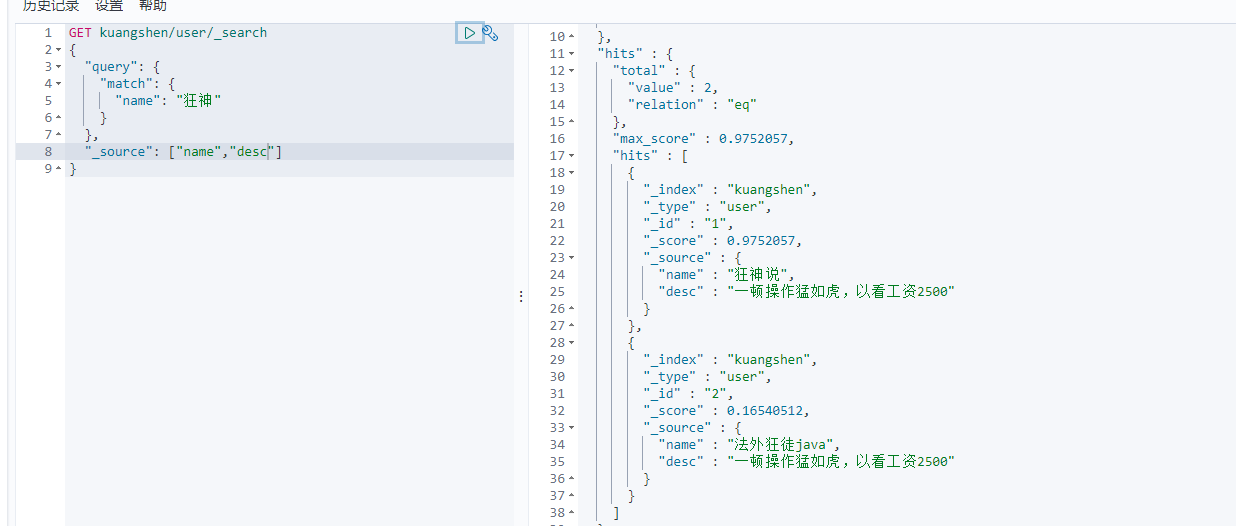 历史记录 设置 帮助
1 GET kuangshen/user/_search
2 {
3 "query": {
4 "match": {
5 "name": "狂神"
6 }
7 },
8 "_source": ["name","desc"]
9 }
10 },
11 "hits" : {
12 "total" : {
13 "value" : 2,
14 "relation" : "eq"
15 },
16 "max_score" : 0.9752057,
17 "hits" : [
18 {
19 "_index" : "kuangshen",
20 "_type" : "user",
21 "_id" : "1",
22 "_score" : 0.9752057,
23 "_source" : {
24 "name" : "狂神说",
25 "desc" : "一顿操作猛如虎，以看工资2500"
26 }
27 },
28 {
29 "_index" : "kuangshen",
30 "_type" : "user",
31 "_id" : "2",
32 "_score" : 0.16540512,
33 "_source" : {
34 "name" : "法外狂徒java",
35 "desc" : "一顿操作猛如虎，以看工资2500"
36 }
37 }
38 ]